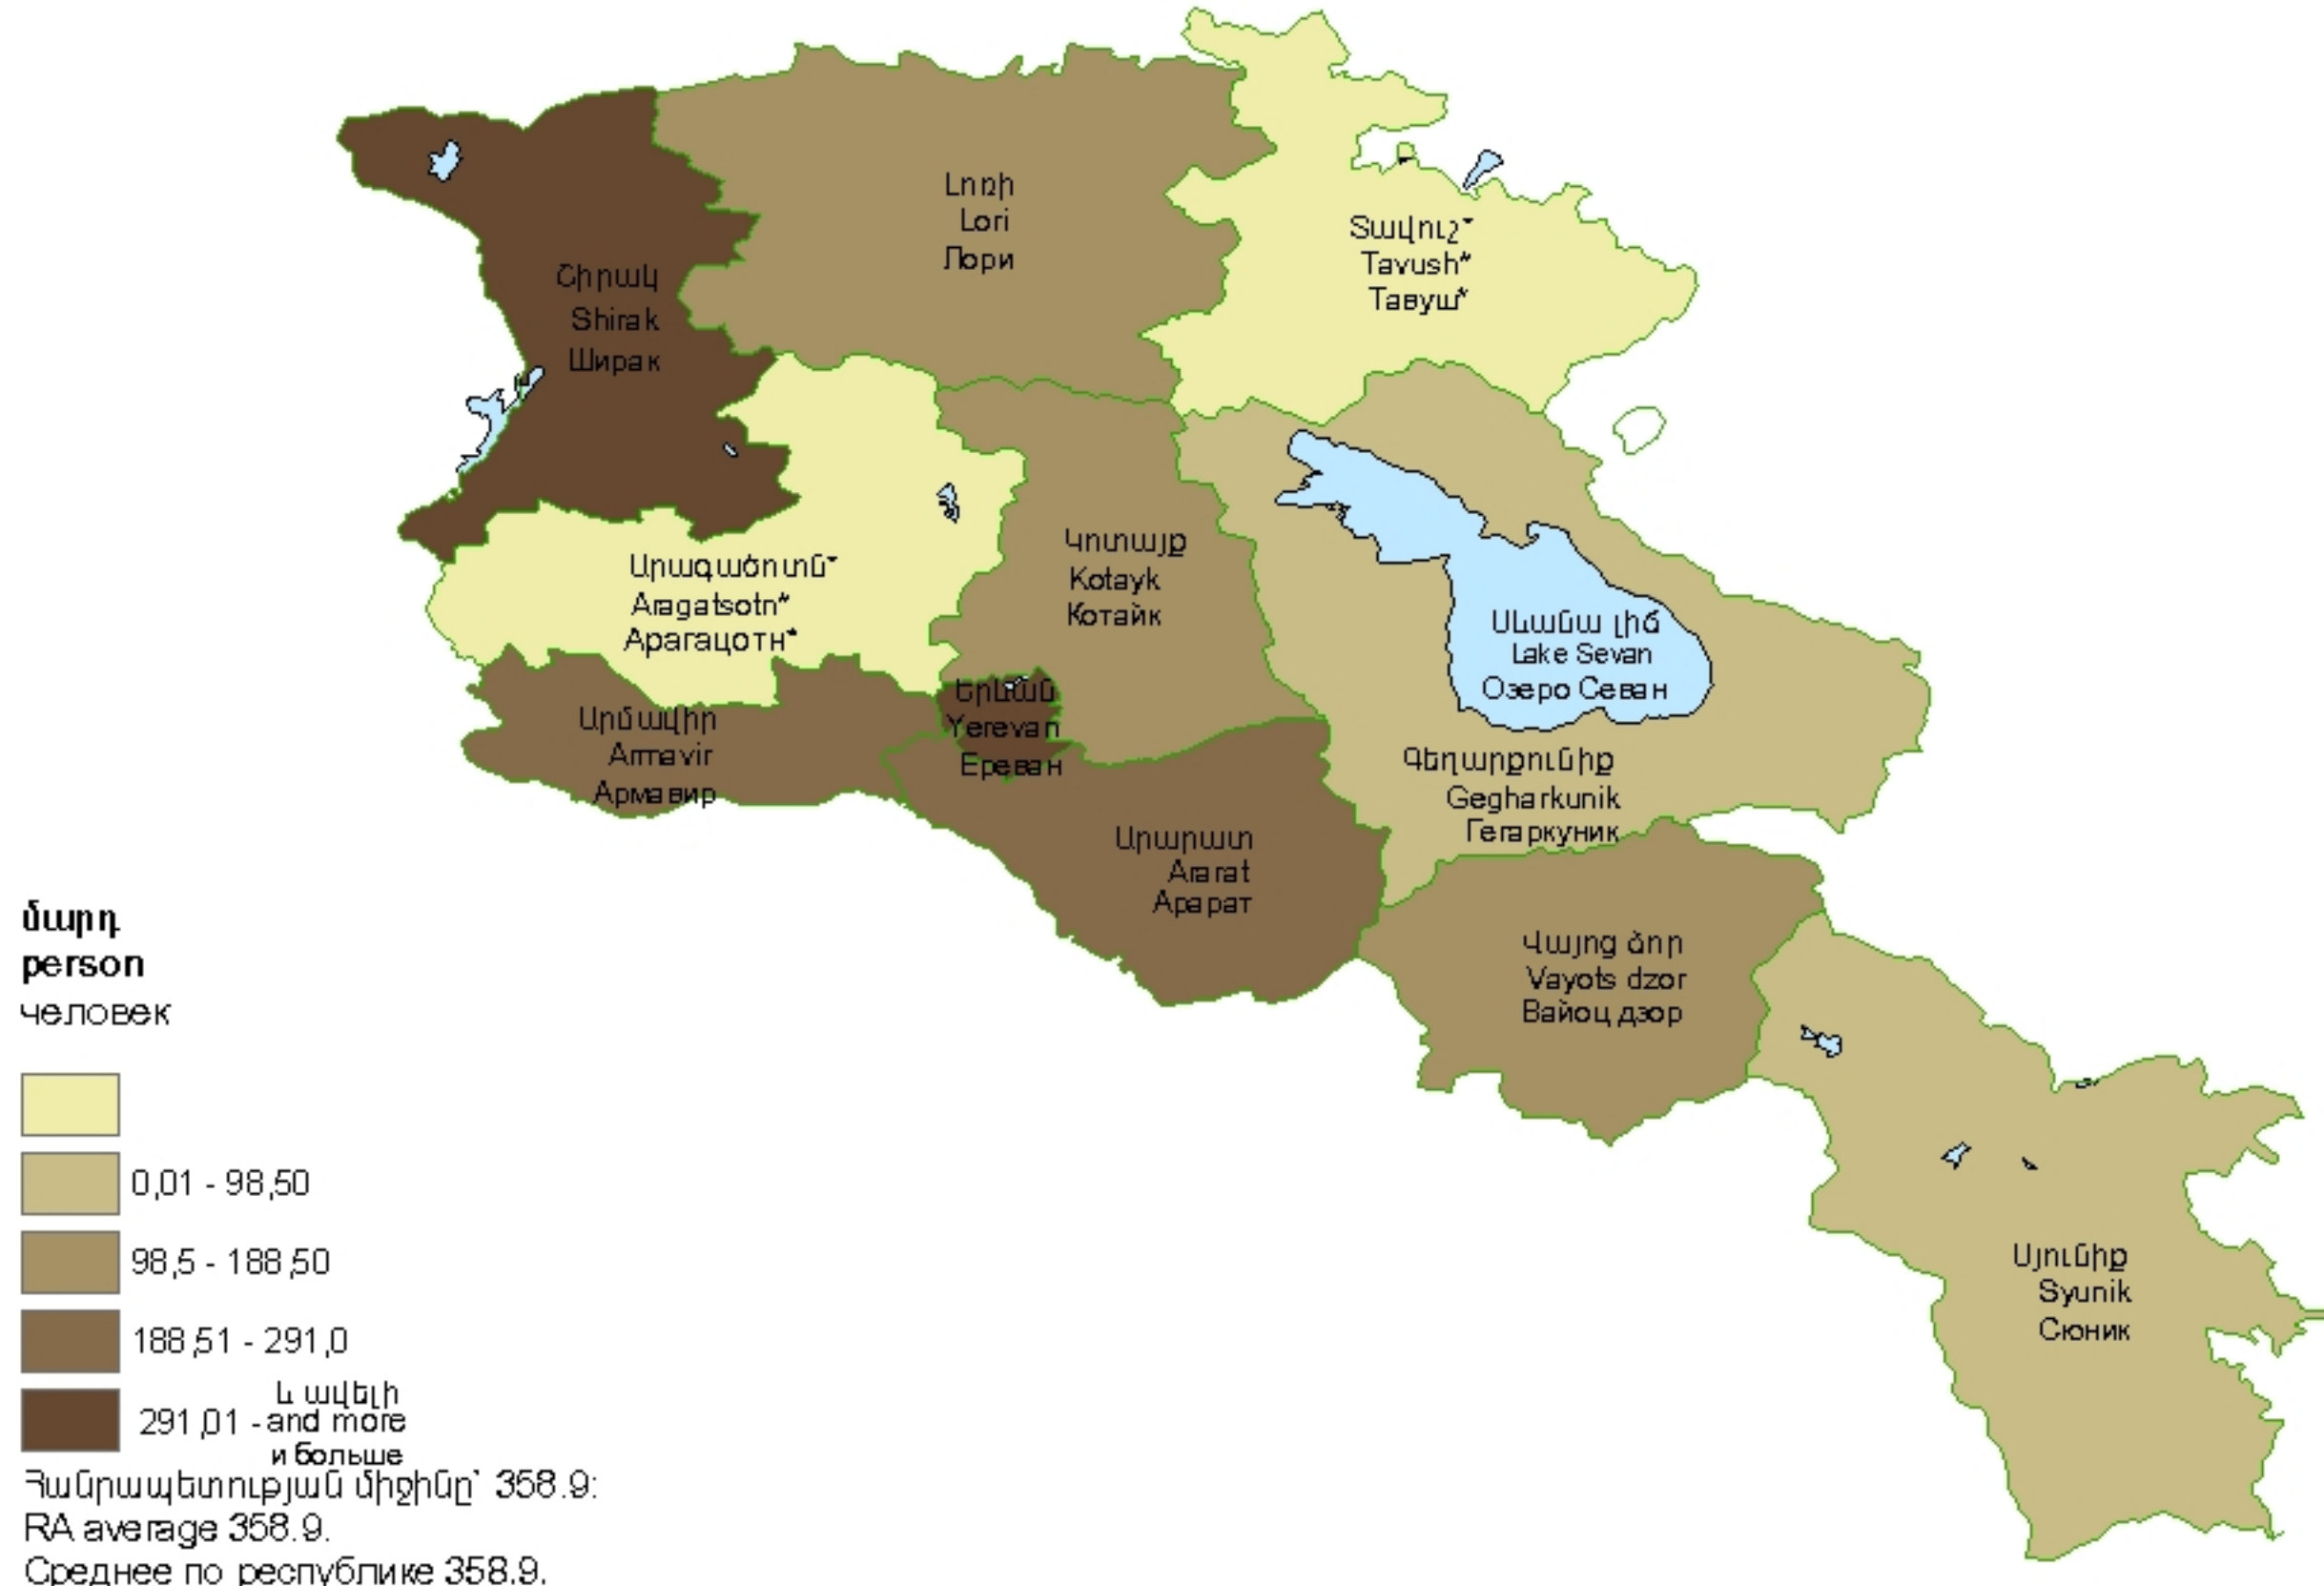 Լոռի
Lori
Лори
Տավուշ*
Tavush*
Тавуш*
Շիրակ
Shirak
Ширак
Կոտայք
Kotayk
Котайк
Արագածոտն*
Aragatsotn*
Арагацотн*
Սևանա լիճ
Lake Sevan
Озеро Севан
Երևան
Yerevan
Ереван
Արմավիր
Armavir
Армавир
Գեղարքունիք
Gegharkunik
Гегаркуник
Արարատ
Ararat
Арарат
Վայոց ձոր
Vayots dzor
Вайоц дзор
Սյունիք
Syunik
Сюник
մարդ
person
человек
0,01 - 98,50
98,5 - 188,50
188,51 - 291,0
և ավելի
291,01 - and more
и больше
Հանրապետության միջինը՝ 358.9:
RA average 358.9.
Среднее по республике 358.9.